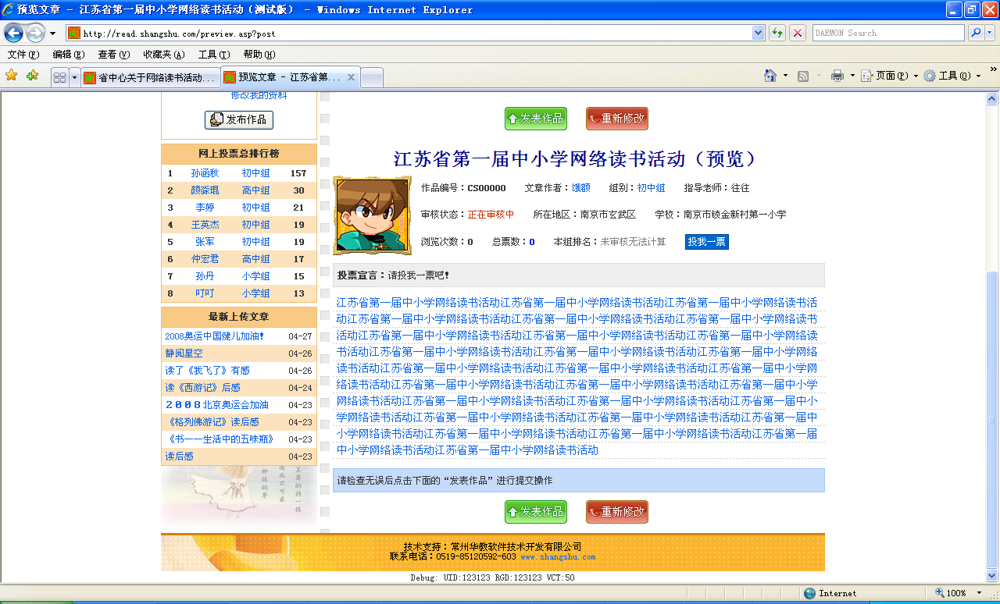 预览文章 - 江苏省第一届中小学网络读书活动（测试版） - Windows Internet Explorer
http://read.shangshu.com/preview.asp?post
DAEMON Search
文件(F) 编辑(E) 查看(V) 收藏夹(A) 工具(T) 帮助(H)
省中心关于网络读书活动... 预览文章 - 江苏省第... 页面(P) 工具(O)
修改我的资料
发布作品
网上投票总排行榜
1 孙涵秋 初中组 157
2 颜淼琨 高中组 30
3 李婷 初中组 21
4 王英杰 初中组 19
5 张军 初中组 19
6 仲宏君 高中组 17
7 孙丹 小学组 15
8 叮叮 小学组 13
最新上传文章
2008奥运中国健儿加油! 04-27
静阅星空 04-26
读了《我飞了》有感 04-26
读《西游记》后感 04-24
２００８北京奥运会加油 04-23
《格列佛游记》读后感 04-23
《书——生活中的五味瓶》 04-23
读后感 04-23
发表作品 重新修改
江苏省第一届中小学网络读书活动（预览）
作品编号：CS00000 文章作者：饿额 组别：初中组 指导老师：往往
审核状态：正在审核中 所在地区：南京市玄武区 学校：南京市锁金新村第一小学
浏览次数：0 总票数：0 本组排名：未审核无法计算 投我一票
投票宣言：请投我一票吧!
江苏省第一届中小学网络读书活动江苏省第一届中小学网络读书活动江苏省第一届中小学网络读书活
动江苏省第一届中小学网络读书活动江苏省第一届中小学网络读书活动江苏省第一届中小学网络读书
活动江苏省第一届中小学网络读书活动江苏省第一届中小学网络读书活动江苏省第一届中小学网络读
书活动江苏省第一届中小学网络读书活动江苏省第一届中小学网络读书活动江苏省第一届中小学网络
读书活动江苏省第一届中小学网络读书活动江苏省第一届中小学网络读书活动江苏省第一届中小学网
络读书活动江苏省第一届中小学网络读书活动江苏省第一届中小学网络读书活动江苏省第一届中小学
网络读书活动江苏省第一届中小学网络读书活动江苏省第一届中小学网络读书活动江苏省第一届中小
学网络读书活动江苏省第一届中小学网络读书活动江苏省第一届中小学网络读书活动江苏省第一届中
小学网络读书活动江苏省第一届中小学网络读书活动江苏省第一届中小学网络读书活动江苏省第一届
中小学网络读书活动江苏省第一届中小学网络读书活动
请检查无误后点击下面的“发表作品”进行提交操作
发表作品 重新修改
技术支持：常州华教软件技术开发有限公司
联系电话：0519-85120592-603 www.shangshu.com
Debug: UID:123123 RGD:123123 VCT:50
Internet 100%